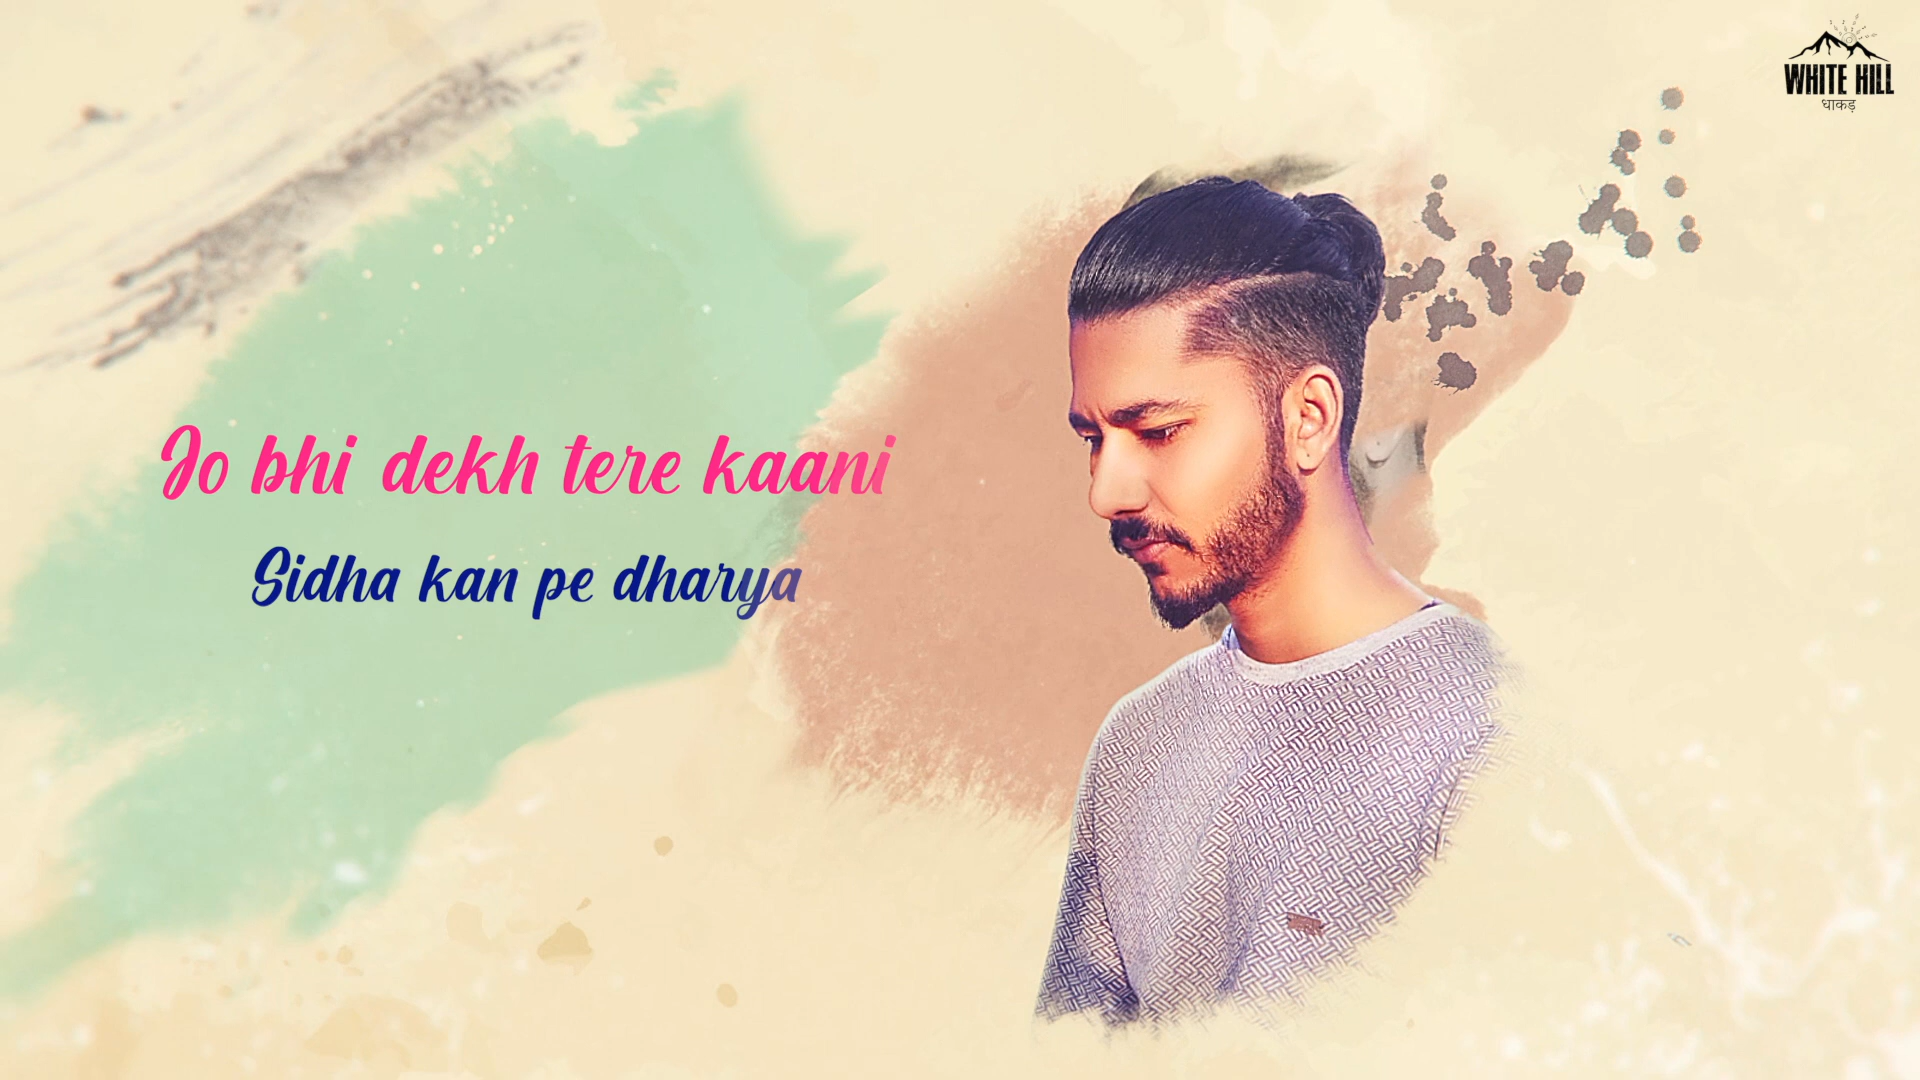 WHITE HILL
धाकड़
Jo bhi dekh tere kaani
Sidha kan pe dharya